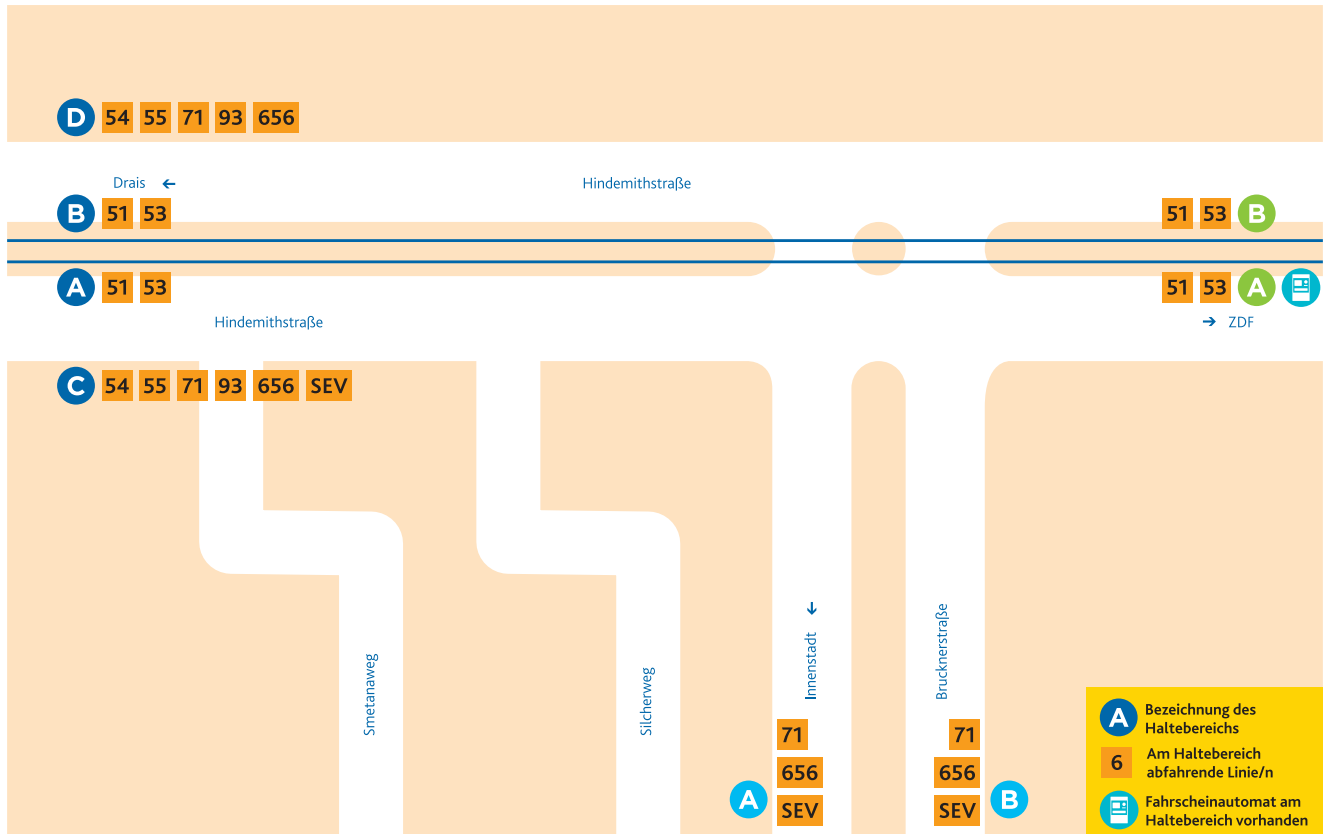 D 54 55 71 93 656
Drais ←
Hindemithstraße
B 51 53
51 53 B
A 51 53
51 53 A
Hindemithstraße
→ ZDF
C 54 55 71 93 656 SEV
Smetanaweg
Silcherweg
Innenstadt ↓
Brucknerstraße
71
656
A SEV
71
656
SEV B
A Bezeichnung des
Haltebereichs
6 Am Haltebereich
abfahrende Linie/n
Fahrscheinautomat am
Haltebereich vorhanden